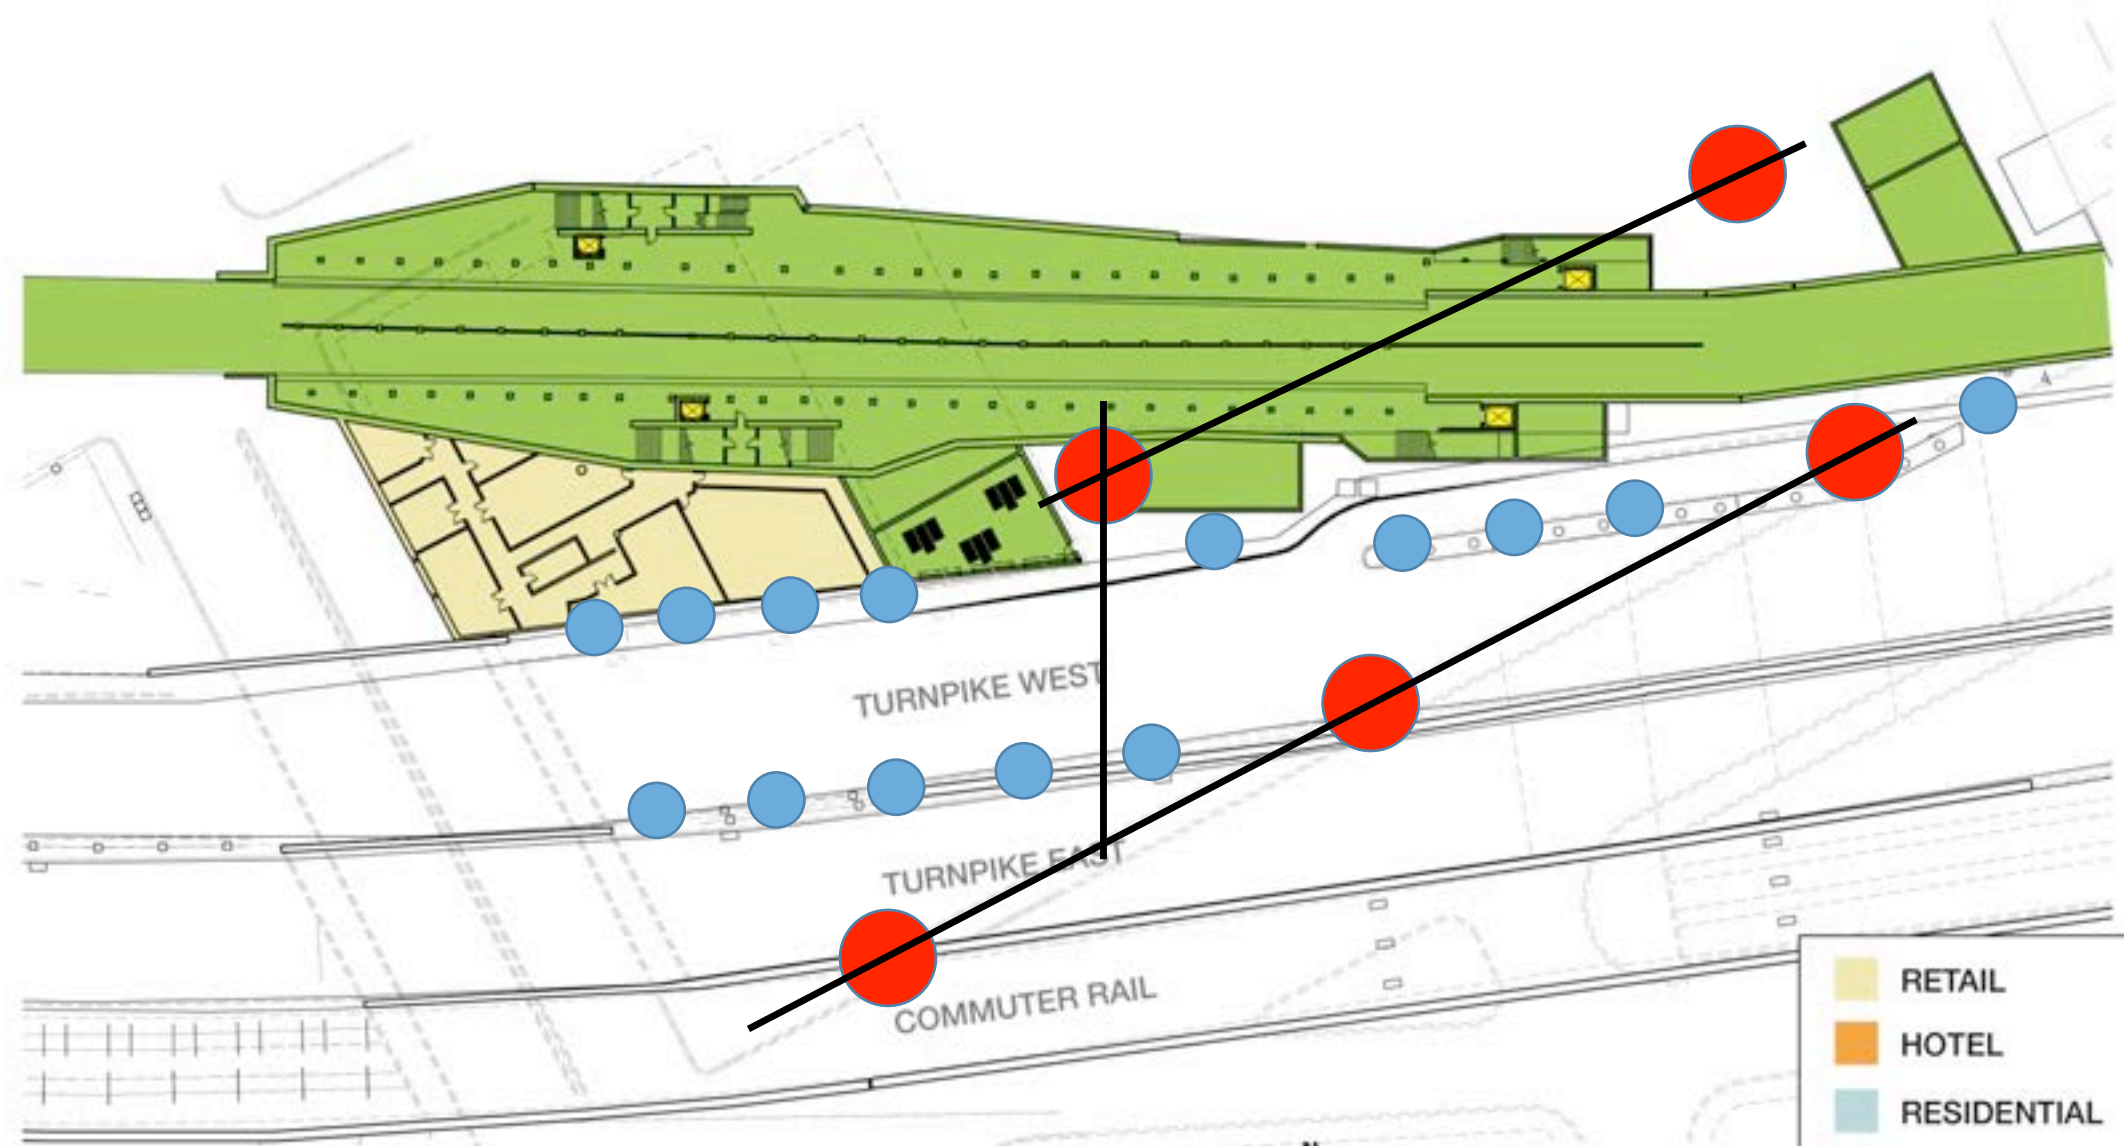 TURNPIKE WEST
TURNPIKE EAST
COMMUTER RAIL
RETAIL
HOTEL
RESIDENTIAL